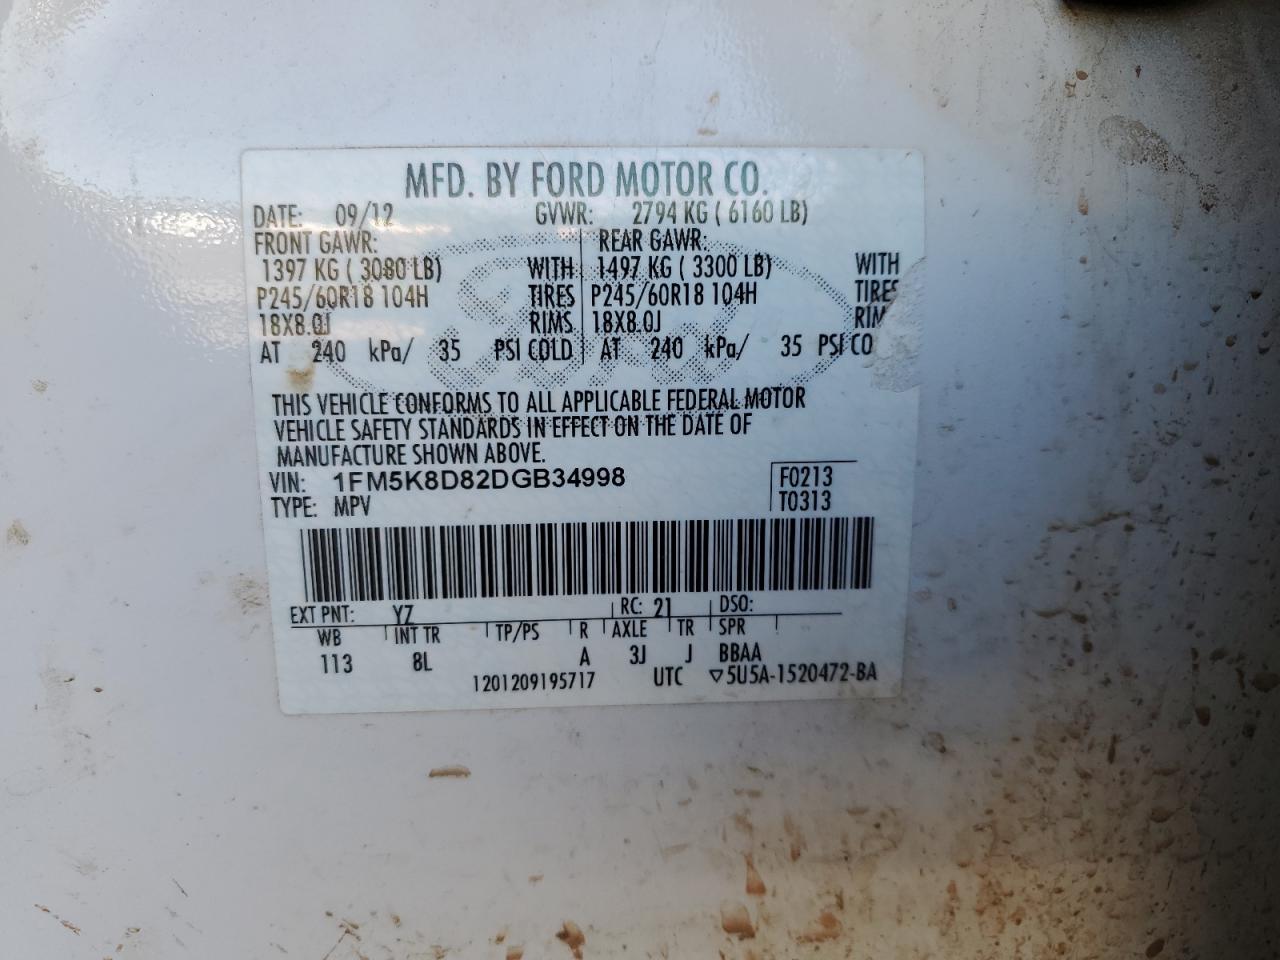 MFD. BY FORD MOTOR CO.
DATE: 09/12 GVWR: 2794 KG ( 6160 LB)
FRONT GAWR: REAR GAWR:
1397 KG ( 3080 LB) WITH 1497 KG ( 3300 LB) WITH
P245/60R18 104H TIRES P245/60R18 104H TIRES
18X8.0J RIMS 18X8.0J RIM
AT 240 kPa/ 35 PSI COLD AT 240 kPa/ 35 PSI CO
Ford
THIS VEHICLE CONFORMS TO ALL APPLICABLE FEDERAL MOTOR
VEHICLE SAFETY STANDARDS IN EFFECT ON THE DATE OF
MANUFACTURE SHOWN ABOVE.
VIN: 1FM5K8D82DGB34998 F0213
TYPE: MPV T0313
EXT PNT: YZ RC: 21 DSO:
WB INT TR TP/PS R AXLE TR SPR
113 8L A 3J J BBAA
1201209195717 UTC ▽5U5A-1520472-BA